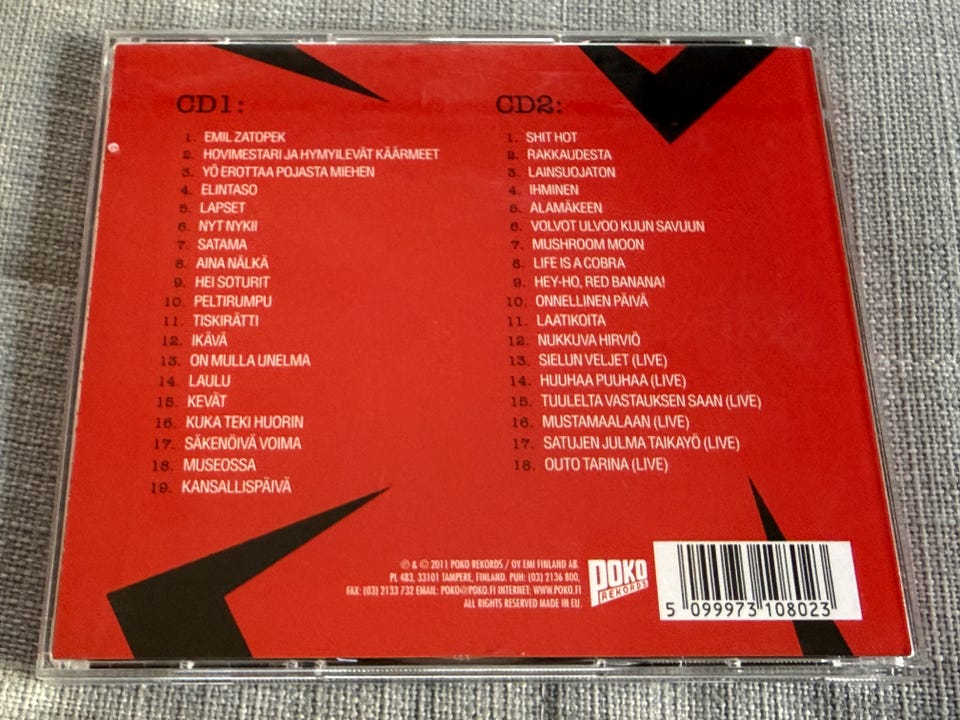 CD1:
1. EMIL ZATOPEK
2. HOVIMESTARI JA HYMYILEVÄT KÄÄRMEET
3. YÖ EROTTAA POJASTA MIEHEN
4. ELINTASO
5. LAPSET
6. NYT NYKII
7. SATAMA
8. AINA NÄLKÄ
9. HEI SOTURIT
10. PELTIRUMPU
11. TISKIRÄTTI
12. IKÄVÄ
13. ON MULLA UNELMA
14. LAULU
15. KEVÄT
16. KUKA TEKI HUORIN
17. SÄKENÖIVÄ VOIMA
18. MUSEOSSA
19. KANSALLISPÄIVÄ
CD2:
1. SHIT HOT
2. RAKKAUDESTA
3. LAINSUOJATON
4. IHMINEN
5. ALAMÄKEEN
6. VOLVOT ULVOO KUUN SAVUUN
7. MUSHROOM MOON
8. LIFE IS A COBRA
9. HEY-HO, RED BANANA!
10. ONNELLINEN PÄIVÄ
11. LAATIKOITA
12. NUKKUVA HIRVIÖ
13. SIELUN VELJET (LIVE)
14. HUUHAA PUUHAA (LIVE)
15. TUULELTA VASTAUKSEN SAAN (LIVE)
16. MUSTAMAALAAN (LIVE)
17. SATUJEN JULMA TAIKAYÖ (LIVE)
18. OUTO TARINA (LIVE)
℗ & © 2011 POKO REKORDS / OY EMI FINLAND AB.
PL 483, 33101 TAMPERE, FINLAND. PUH: (03) 2136 800,
FAX: (03) 2133 732 EMAIL: POKO@POKO.FI INTERNET: WWW.POKO.FI
ALL RIGHTS RESERVED MADE IN EU.
POKO
REKORDS
5 099973 108023